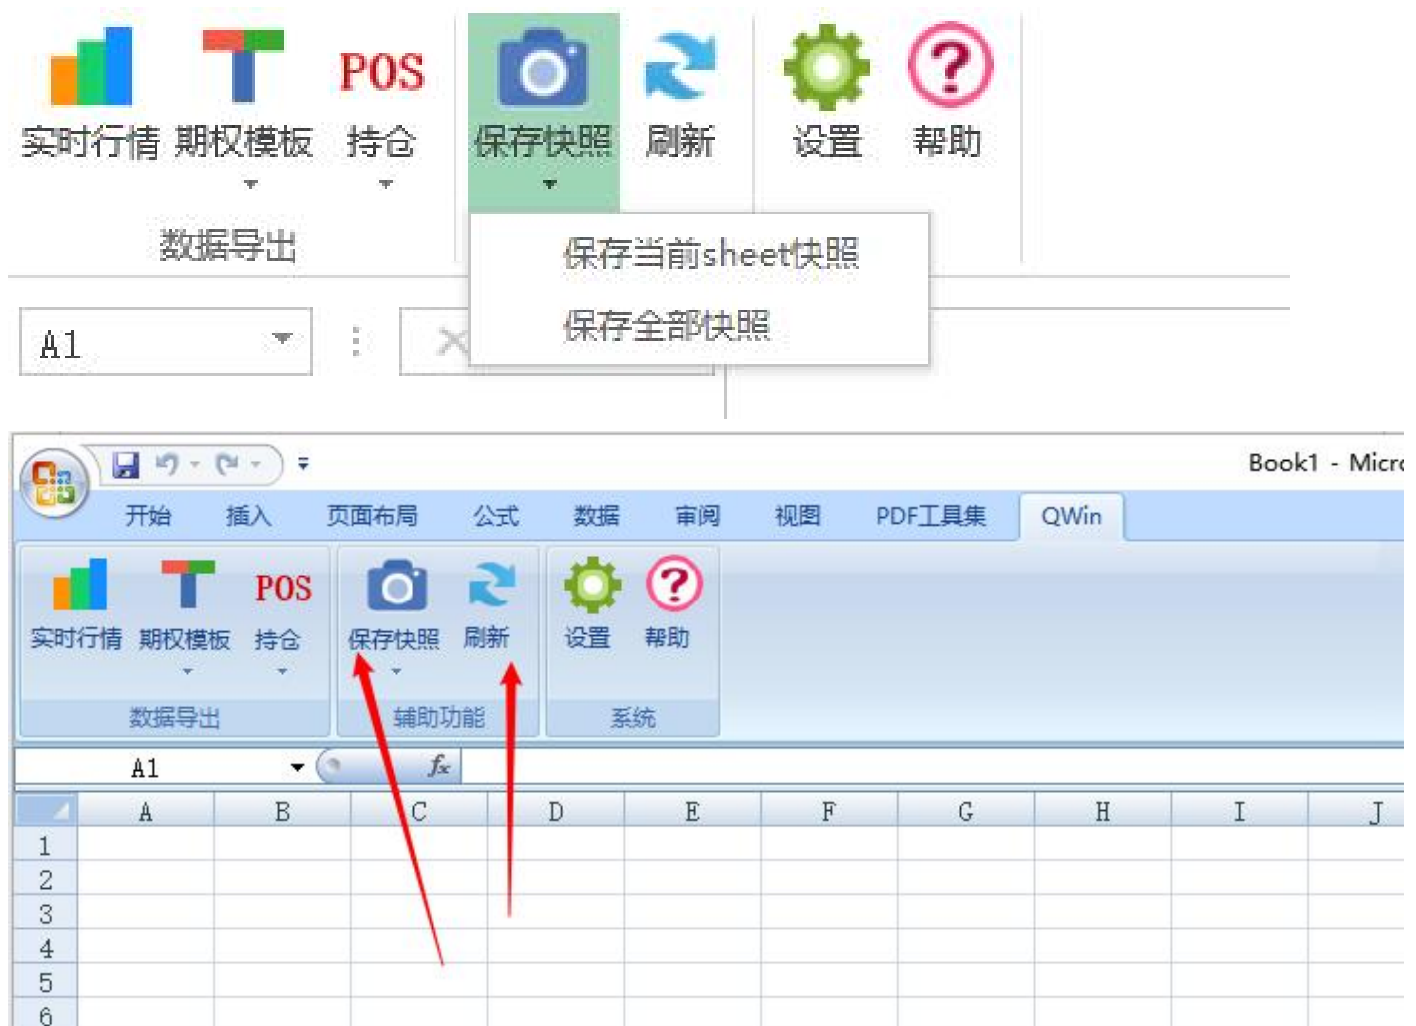 POS
实时行情 期权模板 持仓 保存快照 刷新 设置 帮助
数据导出
保存当前sheet快照
保存全部快照
A1
Book1 - Micro
开始 插入 页面布局 公式 数据 审阅 视图 PDF工具集 QWin
POS
实时行情 期权模板 持仓 保存快照 刷新 设置 帮助
数据导出 辅助功能 系统
A1 fx
A B C D E F G H I J
1
2
3
4
5
6